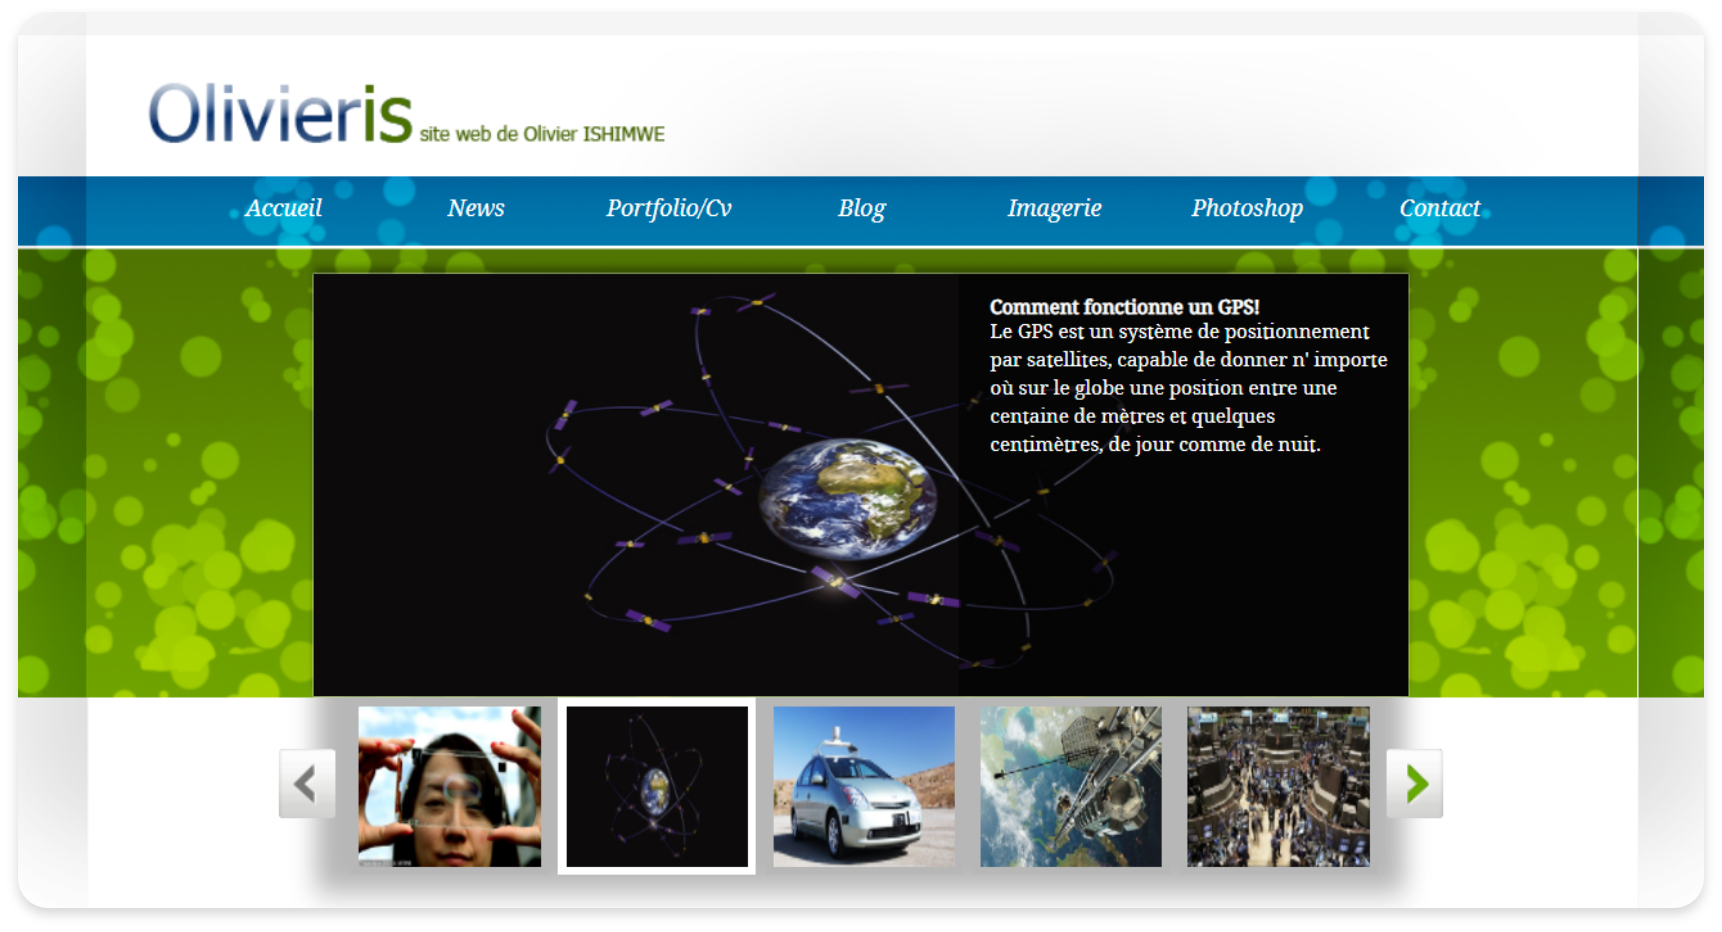 Olivieris site web de Olivier ISHIMWE
Accueil News Portfolio/Cv Blog Imagerie Photoshop Contact
Comment fonctionne un GPS!
Le GPS est un système de positionnement
par satellites, capable de donner n' importe
où sur le globe une position entre une
centaine de mètres et quelques
centimètres, de jour comme de nuit.